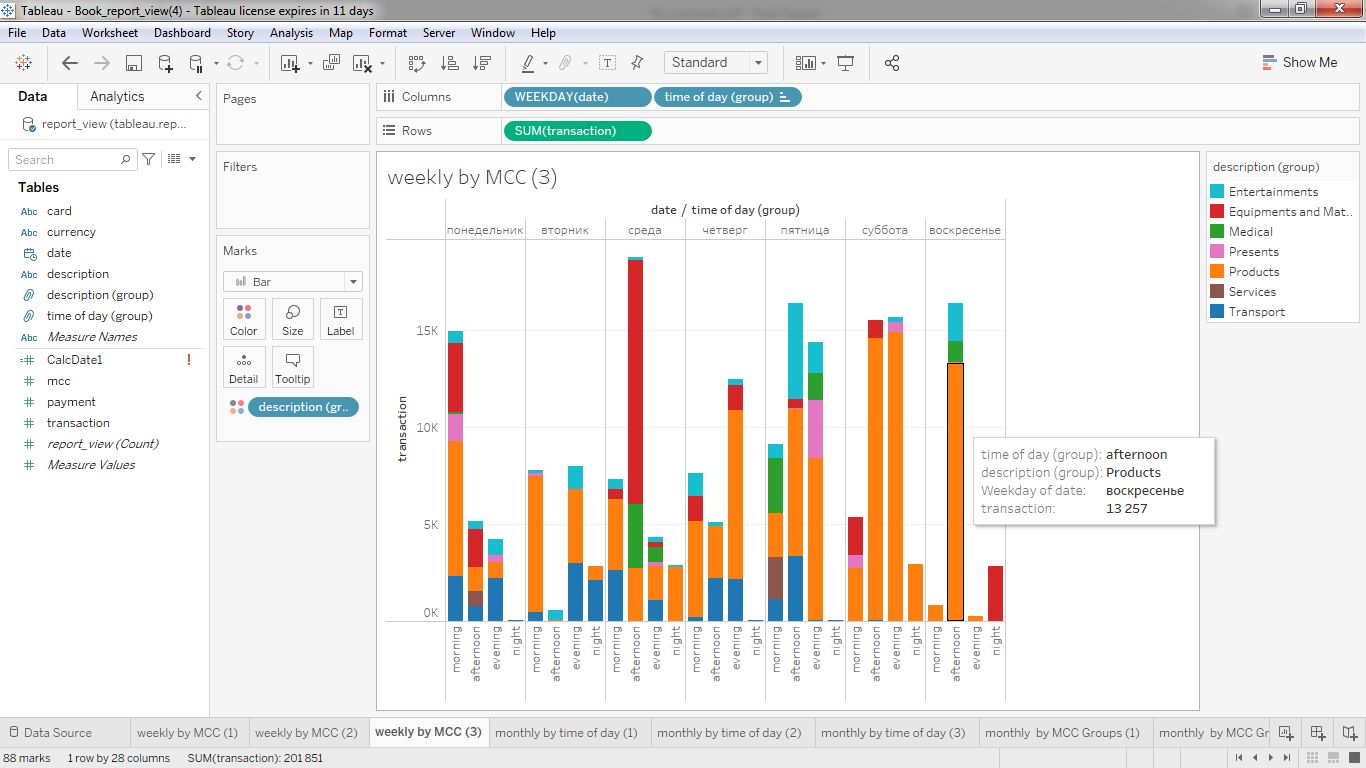 Tableau - Book_report_view(4) - Tableau license expires in 11 days
File Data Worksheet Dashboard Story Analysis Map Format Server Window Help
Standard
Show Me
Data Analytics
report_view (tableau.rep...
Search
Tables
Abc card
Abc currency
date
Abc description
description (group)
time of day (group)
Abc Measure Names
CalcDate1 !
mcc
payment
transaction
report_view (Count)
Measure Values
Pages
Filters
Marks
Bar
Color Size Label
Detail Tooltip
description (gr..
Columns WEEKDAY(date) time of day (group)
Rows SUM(transaction)
weekly by MCC (3)
date / time of day (group)
понедельник вторник среда четверг пятница суббота воскресенье
15K
10K
5K
0K
transaction
morning afternoon evening night morning afternoon evening night morning afternoon evening night morning afternoon evening night morning afternoon evening night morning afternoon evening night morning afternoon evening night
time of day (group): afternoon
description (group): Products
Weekday of date: воскресенье
transaction: 13 257
description (group)
Entertainments
Equipments and Mat..
Medical
Presents
Products
Services
Transport
Data Source weekly by MCC (1) weekly by MCC (2) weekly by MCC (3) monthly by time of day (1) monthly by time of day (2) monthly by time of day (3) monthly by MCC Groups (1) monthly by MCC Gr
88 marks 1 row by 28 columns SUM(transaction): 201 851